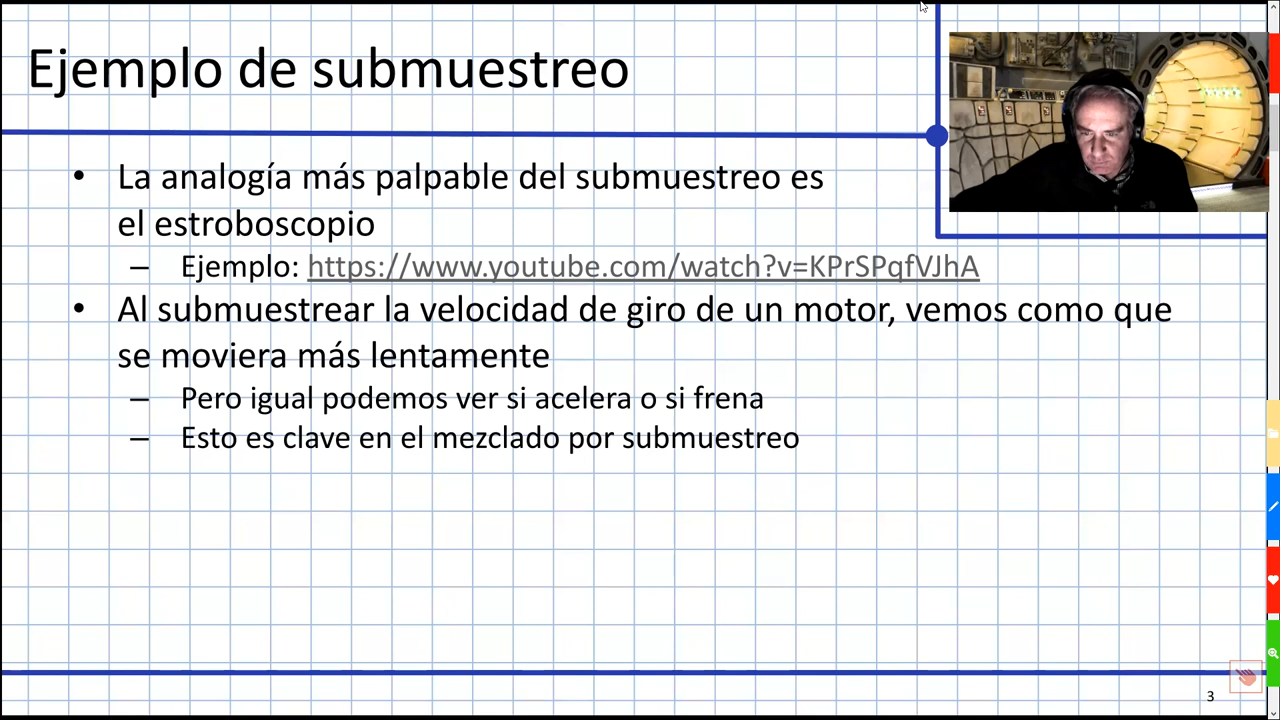 Ejemplo de submuestreo
• La analogía más palpable del submuestreo es
el estroboscopio
– Ejemplo: https://www.youtube.com/watch?v=KPrSPqfVJhA
• Al submuestrear la velocidad de giro de un motor, vemos como que
se moviera más lentamente
– Pero igual podemos ver si acelera o si frena
– Esto es clave en el mezclado por submuestreo
3